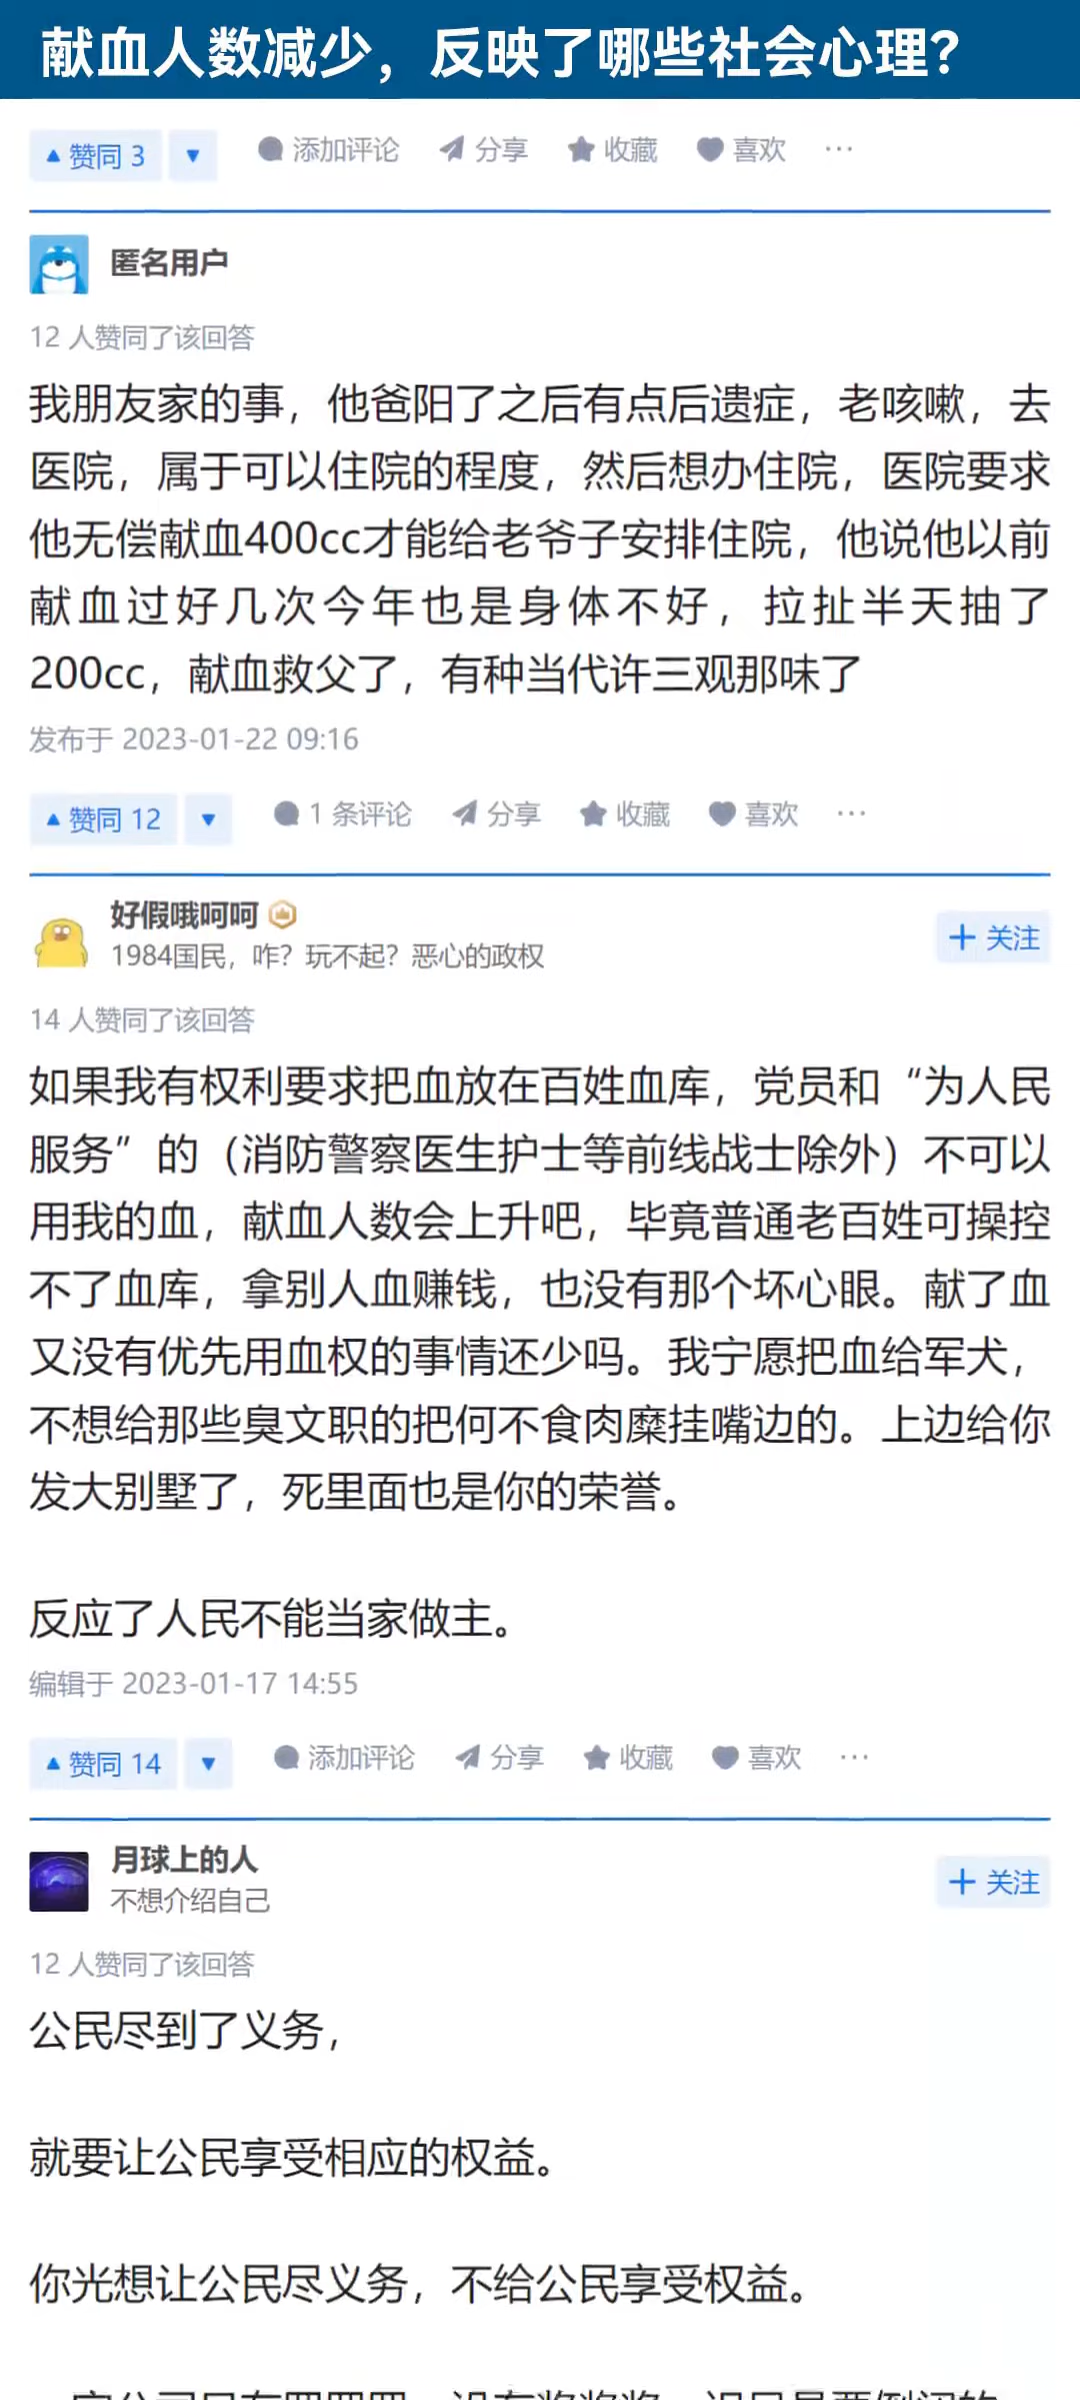 献血人数减少，反映了哪些社会心理？
赞同 3 添加评论 分享 收藏 喜欢 ···
匿名用户
12 人赞同了该回答
我朋友家的事，他爸阳了之后有点后遗症，老咳嗽，去
医院，属于可以住院的程度，然后想办住院，医院要求
他无偿献血400cc才能给老爷子安排住院，他说他以前
献血过好几次今年也是身体不好，拉扯半天抽了
200cc，献血救父了，有种当代许三观那味了
发布于 2023-01-22 09:16
赞同 12 1 条评论 分享 收藏 喜欢 ···
好假哦呵呵
1984国民，咋？玩不起？恶心的政权
+ 关注
14 人赞同了该回答
如果我有权利要求把血放在百姓血库，党员和“为人民
服务”的（消防警察医生护士等前线战士除外）不可以
用我的血，献血人数会上升吧，毕竟普通老百姓可操控
不了血库，拿别人血赚钱，也没有那个坏心眼。献了血
又没有优先用血权的事情还少吗。我宁愿把血给军犬，
不想给那些臭文职的把何不食肉糜挂嘴边的。上边给你
发大别墅了，死里面也是你的荣誉。
反应了人民不能当家做主。
编辑于 2023-01-17 14:55
赞同 14 添加评论 分享 收藏 喜欢 ···
月球上的人
不想介绍自己
+ 关注
12 人赞同了该回答
公民尽到了义务，
就要让公民享受相应的权益。
你光想让公民尽义务，不给公民享受权益。